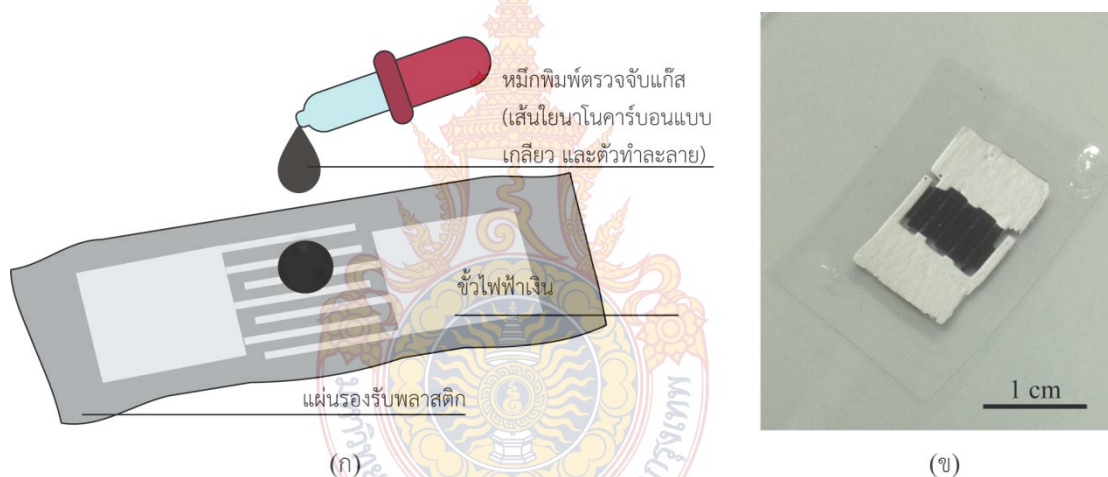 หมึกพิมพ์ตรวจจับแก๊ส
(เส้นใยนาโนคาร์บอนแบบ
เกลียว และตัวทำละลาย)
ขั้วไฟฟ้าเงิน
แผ่นรองรับพลาสติก
1 cm
(ก)
(ข)